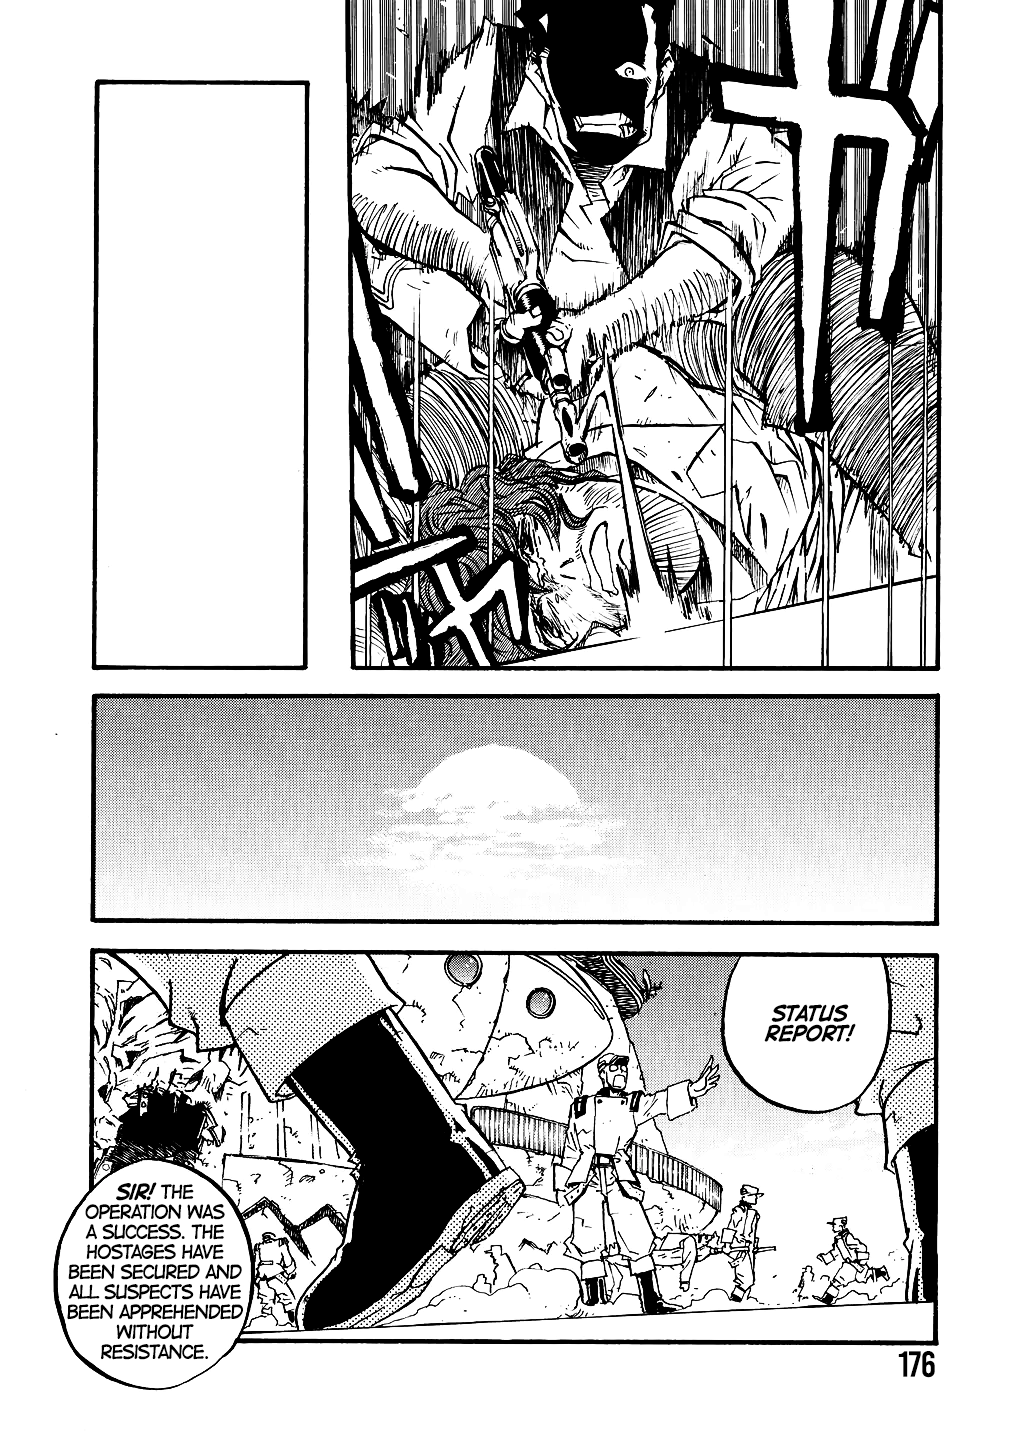 STATUS
REPORT!
SIR! THE
OPERATION WAS
A SUCCESS. THE
HOSTAGES HAVE
BEEN SECURED AND
ALL SUSPECTS HAVE
BEEN APPREHENDED
WITHOUT
RESISTANCE.
176